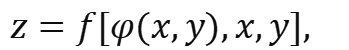 z = f[φ(x, y), x, y],